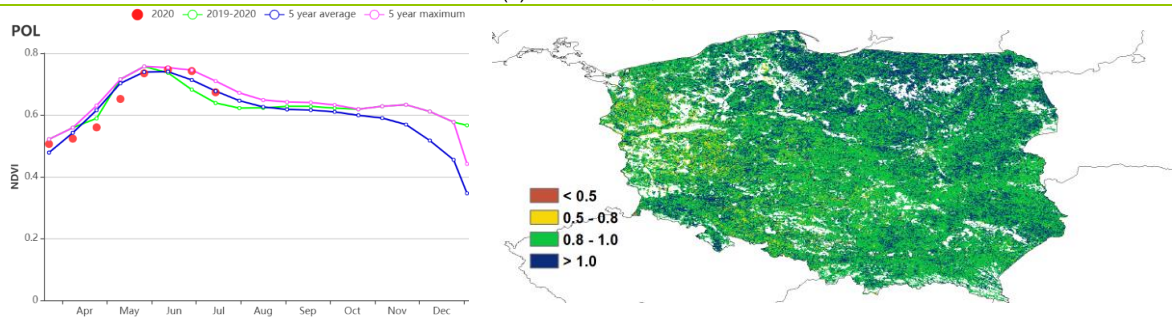 2020 2019-2020 5 year average 5 year maximum
POL
0.8
0.6
0.4
0.2
0
NDVI
Apr May Jun Jul Aug Sep Oct Nov Dec
< 0.5
0.5 - 0.8
0.8 - 1.0
> 1.0